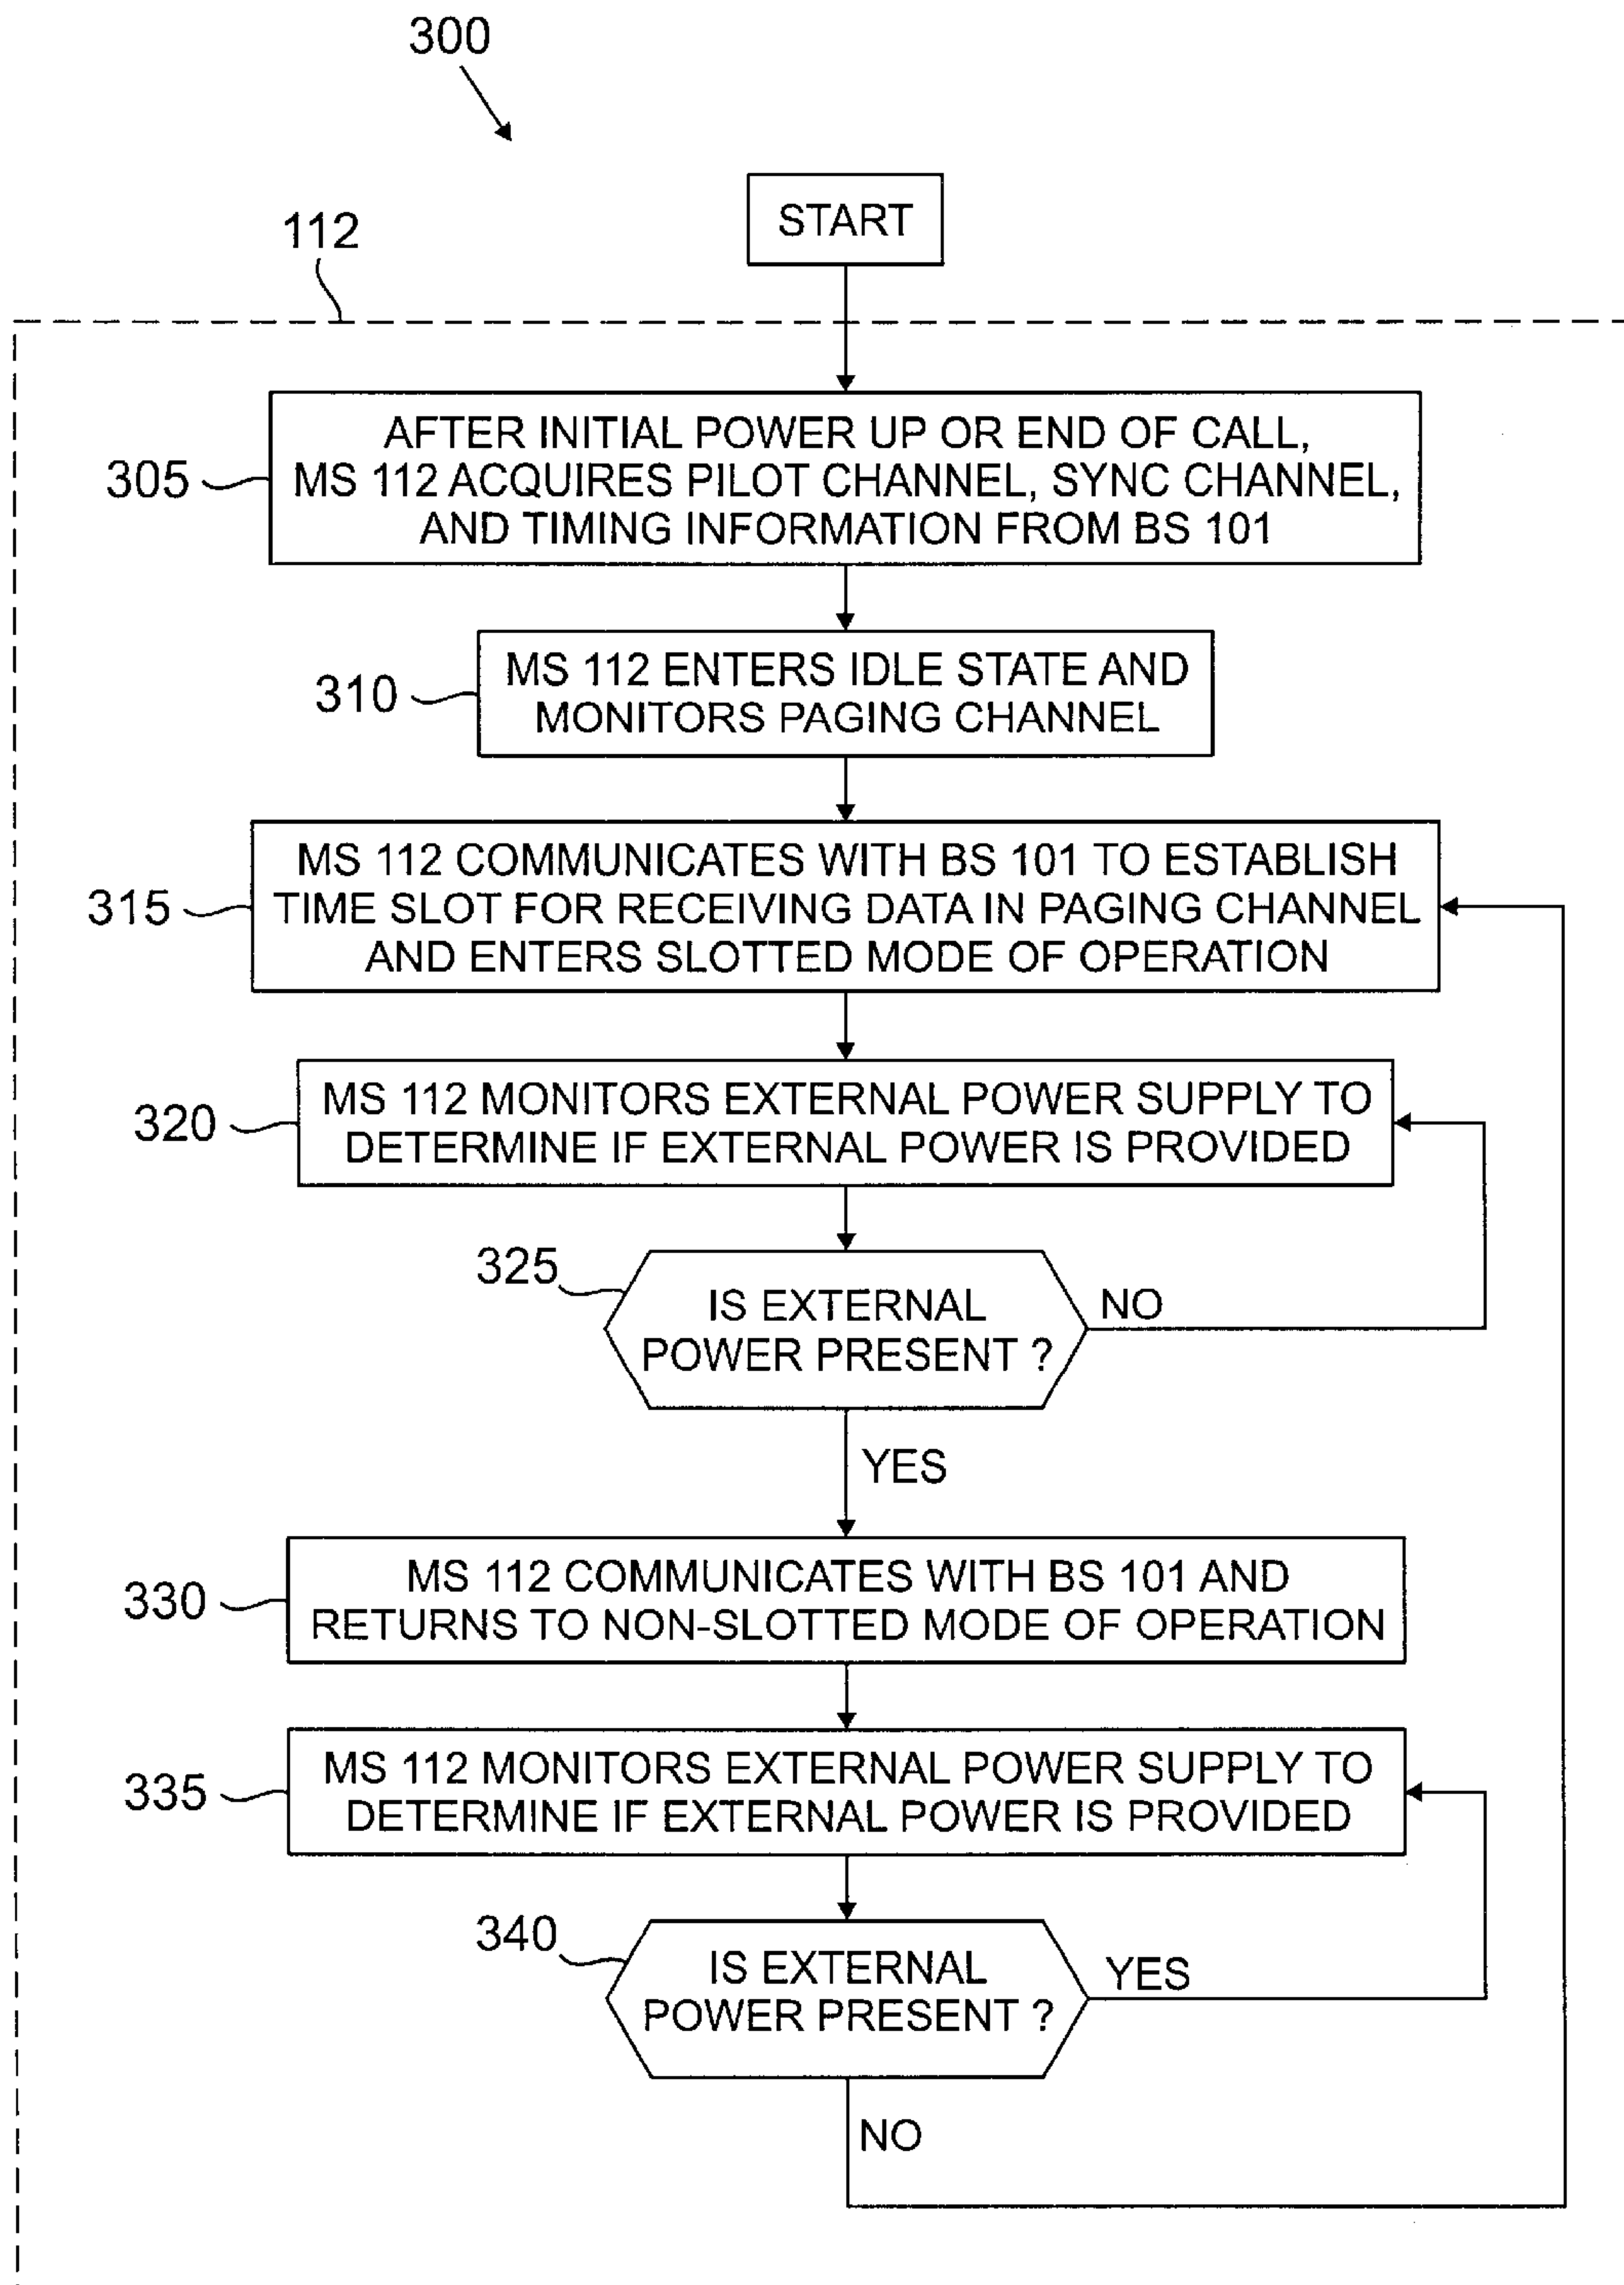 300
START
112
305
AFTER INITIAL POWER UP OR END OF CALL,
MS 112 ACQUIRES PILOT CHANNEL, SYNC CHANNEL,
AND TIMING INFORMATION FROM BS 101
310
MS 112 ENTERS IDLE STATE AND
MONITORS PAGING CHANNEL
315
MS 112 COMMUNICATES WITH BS 101 TO ESTABLISH
TIME SLOT FOR RECEIVING DATA IN PAGING CHANNEL
AND ENTERS SLOTTED MODE OF OPERATION
320
MS 112 MONITORS EXTERNAL POWER SUPPLY TO
DETERMINE IF EXTERNAL POWER IS PROVIDED
325
IS EXTERNAL
POWER PRESENT ?
NO
YES
330
MS 112 COMMUNICATES WITH BS 101 AND
RETURNS TO NON-SLOTTED MODE OF OPERATION
335
MS 112 MONITORS EXTERNAL POWER SUPPLY TO
DETERMINE IF EXTERNAL POWER IS PROVIDED
340
IS EXTERNAL
POWER PRESENT ?
YES
NO